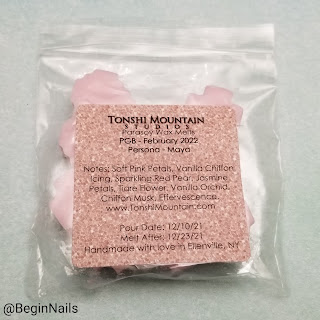 TONSHI MOUNTAIN
STUDIOS
Parasoy Wax Melts
PGB - February 2022
Persona - Maya
Notes: Soft Pink Petals, Vanilla Chiffon
Icing, Sparkling Red Pear, Jasmine
Petals, Tiare Flower, Vanilla Orchid,
Chiffon Musk, Effervescence.
www.TonshiMountain.com
Pour Date: 12/10/21
Melt After: 12/23/21
Handmade with love in Ellenville, NY
@BeginNails